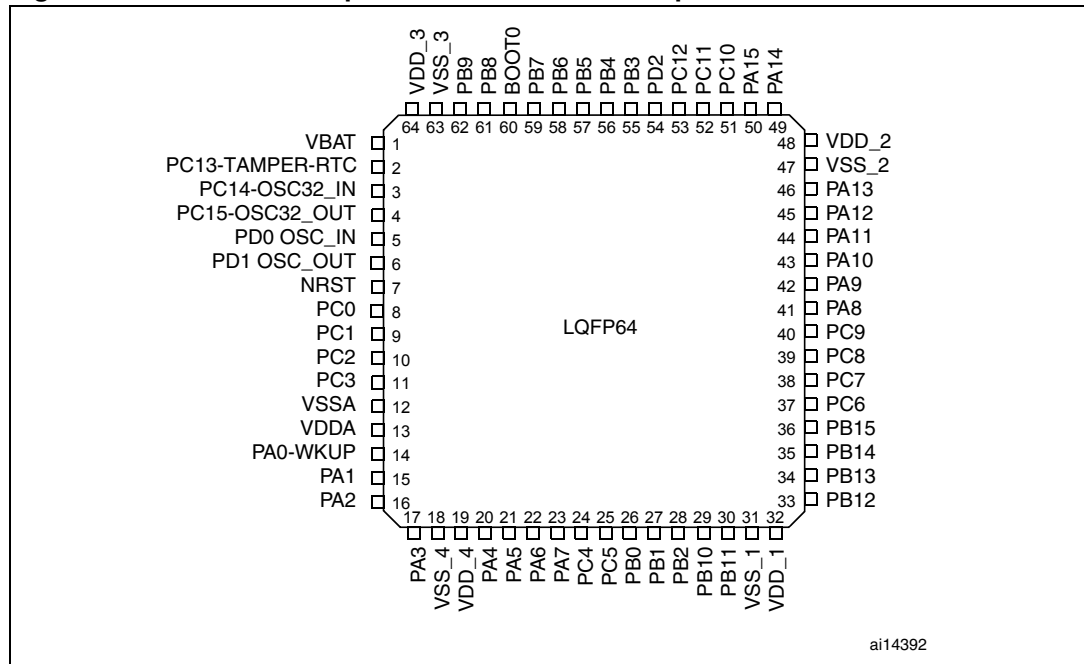 VDD_3 VSS_3 PB9 PB8 BOOT0 PB7 PB6 PB5 PB4 PB3 PD2 PC12 PC11 PC10 PA15 PA14
64 63 62 61 60 59 58 57 56 55 54 53 52 51 50 49
VBAT 1 48 VDD_2
PC13-TAMPER-RTC 2 47 VSS_2
PC14-OSC32_IN 3 46 PA13
PC15-OSC32_OUT 4 45 PA12
PD0 OSC_IN 5 44 PA11
PD1 OSC_OUT 6 43 PA10
NRST 7 42 PA9
PC0 8 41 PA8
LQFP64
PC1 9 40 PC9
PC2 10 39 PC8
PC3 11 38 PC7
VSSA 12 37 PC6
VDDA 13 36 PB15
PA0-WKUP 14 35 PB14
PA1 15 34 PB13
PA2 16 33 PB12
17 18 19 20 21 22 23 24 25 26 27 28 29 30 31 32
PA3 VSS_4 VDD_4 PA4 PA5 PA6 PA7 PC4 PC5 PB0 PB1 PB2 PB10 PB11 VSS_1 VDD_1
ai14392